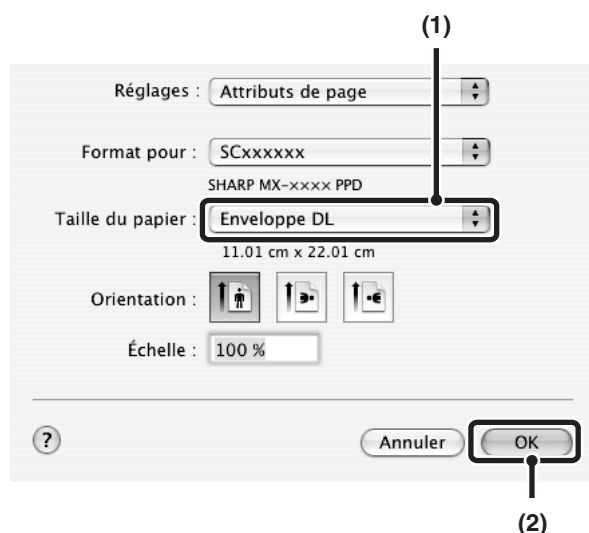 (1)
Réglages : Attributs de page
Format pour : SCxxxxxx
SHARP MX-xxxx PPD
Taille du papier : Enveloppe DL
11.01 cm x 22.01 cm
Orientation :
Échelle : 100 %
? Annuler OK
(2)